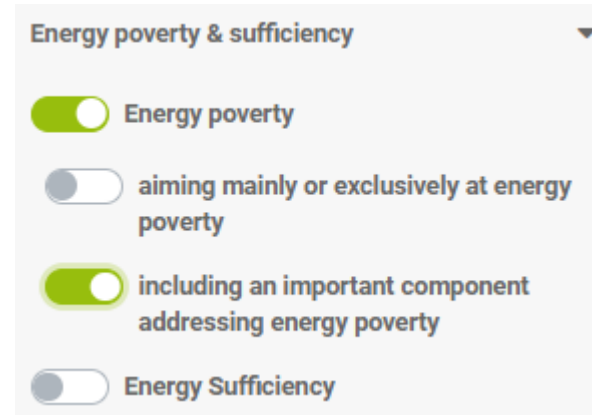 Energy poverty & sufficiency
Energy poverty
aiming mainly or exclusively at energy
poverty
including an important component
addressing energy poverty
Energy Sufficiency